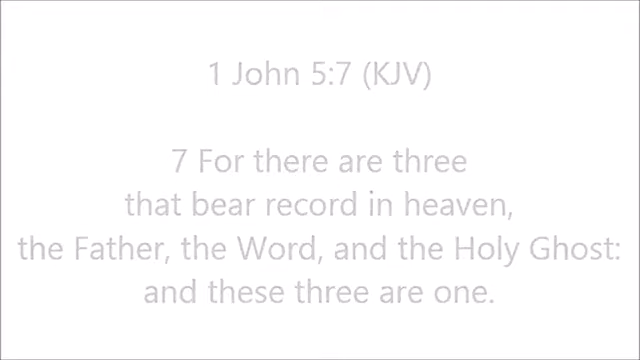 1 John 5:7 (KJV)
7 For there are three
that bear record in heaven,
the Father, the Word, and the Holy Ghost:
and these three are one.